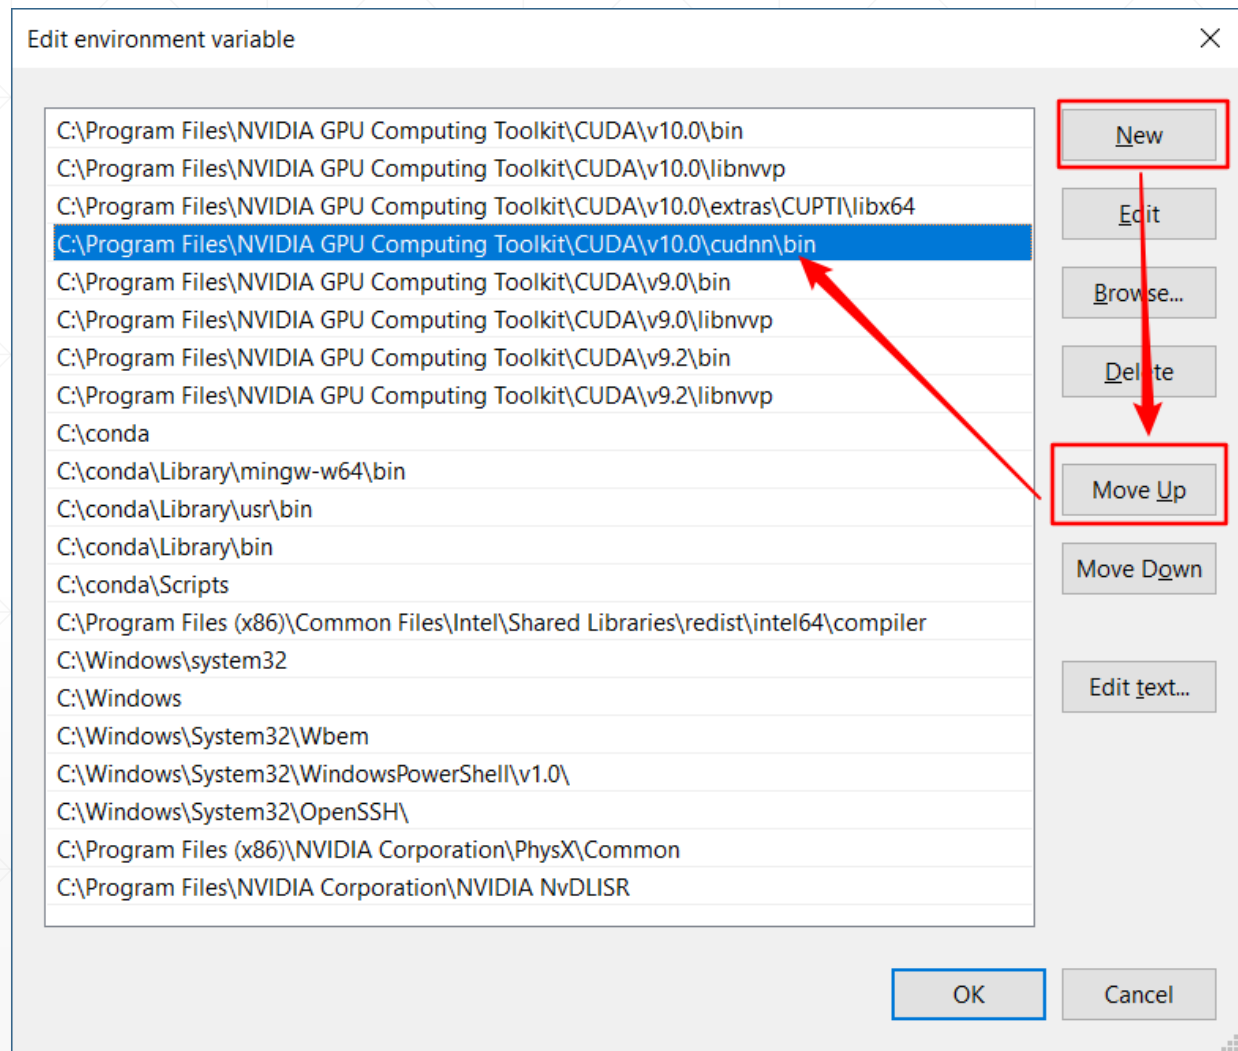 Edit environment variable
C:\Program Files\NVIDIA GPU Computing Toolkit\CUDA\v10.0\bin
C:\Program Files\NVIDIA GPU Computing Toolkit\CUDA\v10.0\libnvvp
C:\Program Files\NVIDIA GPU Computing Toolkit\CUDA\v10.0\extras\CUPTI\libx64
C:\Program Files\NVIDIA GPU Computing Toolkit\CUDA\v10.0\cudnn\bin
C:\Program Files\NVIDIA GPU Computing Toolkit\CUDA\v9.0\bin
C:\Program Files\NVIDIA GPU Computing Toolkit\CUDA\v9.0\libnvvp
C:\Program Files\NVIDIA GPU Computing Toolkit\CUDA\v9.2\bin
C:\Program Files\NVIDIA GPU Computing Toolkit\CUDA\v9.2\libnvvp
C:\conda
C:\conda\Library\mingw-w64\bin
C:\conda\Library\usr\bin
C:\conda\Library\bin
C:\conda\Scripts
C:\Program Files (x86)\Common Files\Intel\Shared Libraries\redist\intel64\compiler
C:\Windows\system32
C:\Windows
C:\Windows\System32\Wbem
C:\Windows\System32\WindowsPowerShell\v1.0\
C:\Windows\System32\OpenSSH\
C:\Program Files (x86)\NVIDIA Corporation\PhysX\Common
C:\Program Files\NVIDIA Corporation\NVIDIA NvDLISR
New
Edit
Browse...
Delete
Move Up
Move Down
Edit text...
OK
Cancel